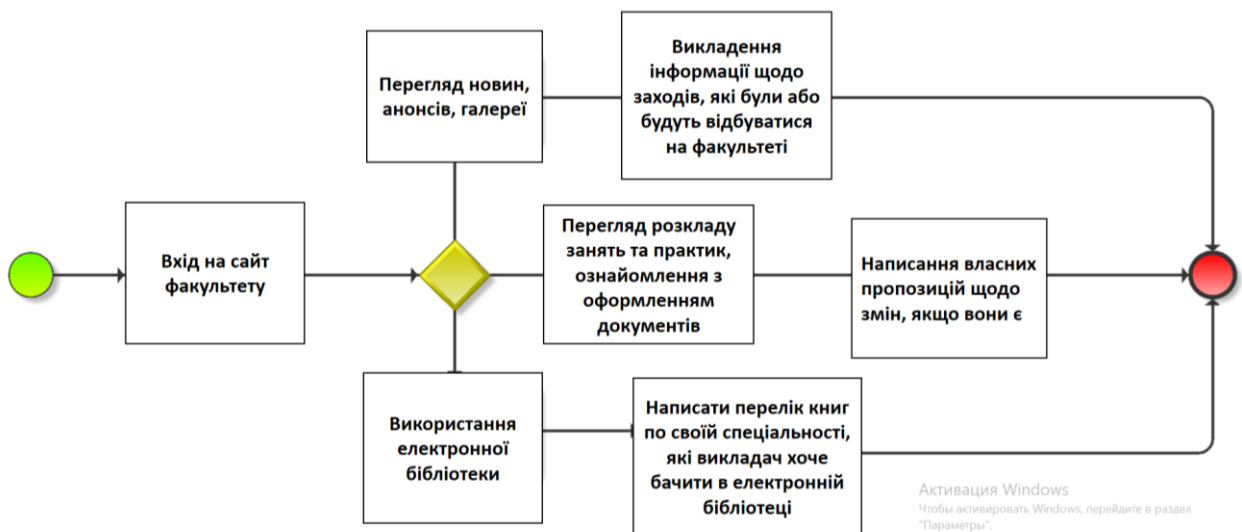 Перегляд новин,
анонсів, галереї
Викладення
інформації щодо
заходів, які були або
будуть відбуватися
на факультеті
Вхід на сайт
факультету
Перегляд розкладу
занять та практик,
ознайомлення з
оформленням
документів
Написання власних
пропозицій щодо
змін, якщо вони є
Використання
електронної
бібліотеки
Написати перелік книг
по своїй спеціальності,
які викладач хоче
бачити в електронній
бібліотеці
Активация Windows
Чтобы активировать Windows, перейдите в раздел
"Параметры".